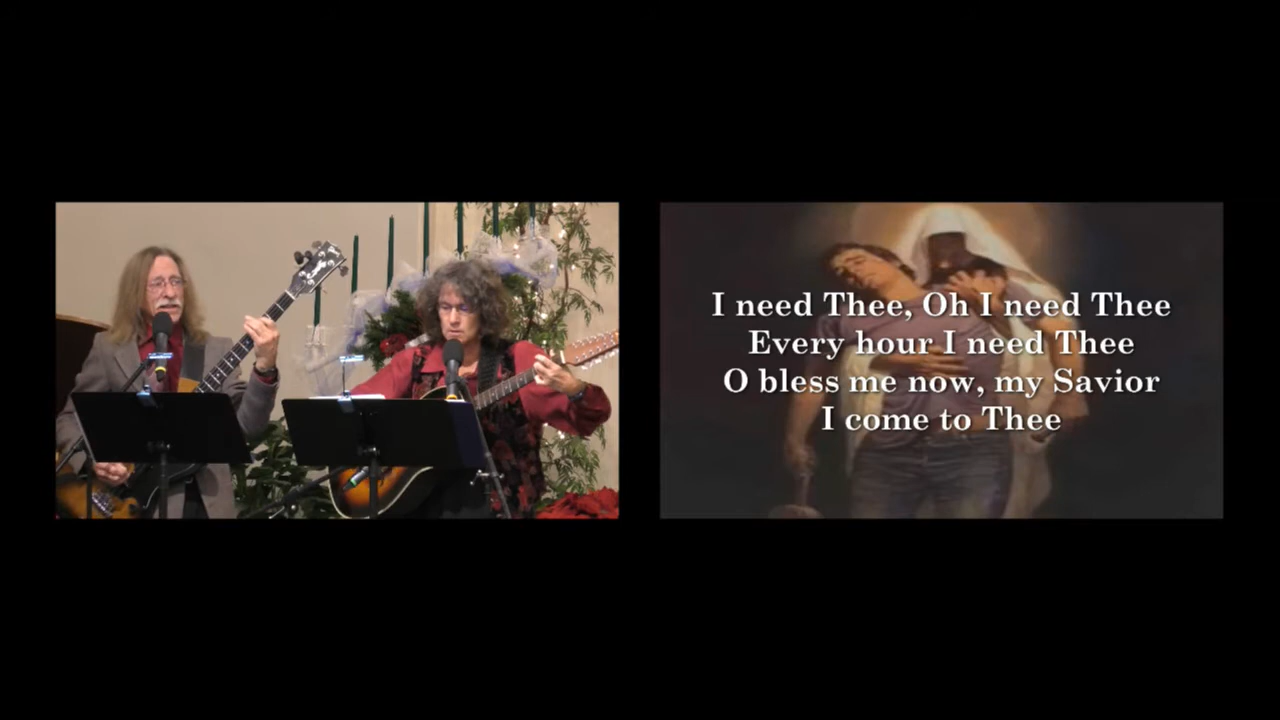 I need Thee, Oh I need Thee
Every hour I need Thee
O bless me now, my Savior
I come to Thee